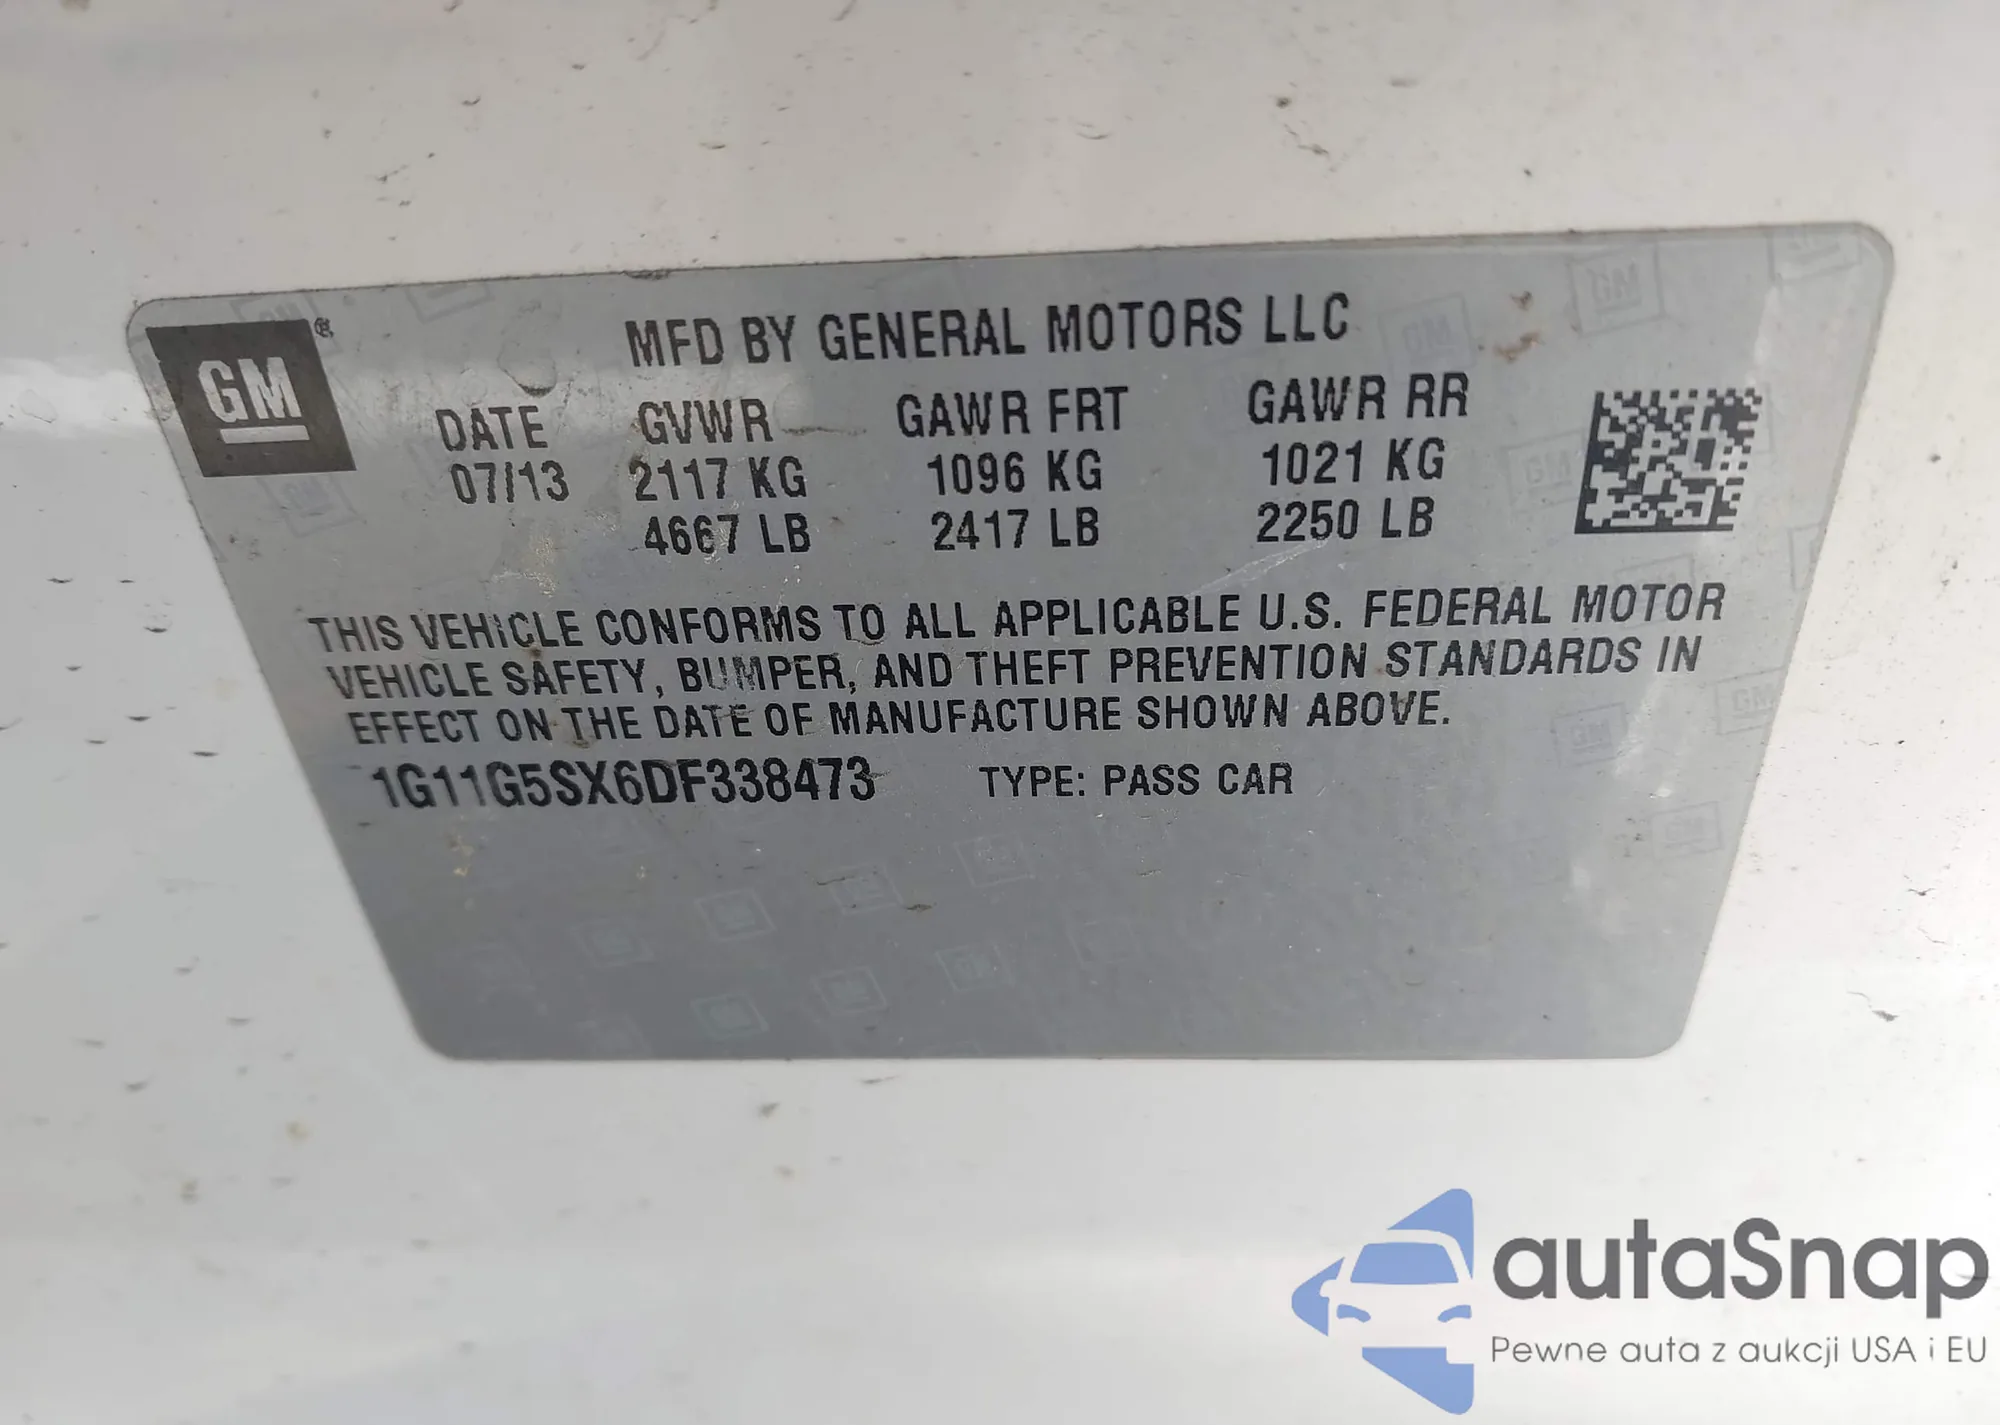 GM ®
MFD BY GENERAL MOTORS LLC
DATE GVWR GAWR FRT GAWR RR
07/13 2117 KG 1096 KG 1021 KG
4667 LB 2417 LB 2250 LB
THIS VEHICLE CONFORMS TO ALL APPLICABLE U.S. FEDERAL MOTOR
VEHICLE SAFETY, BUMPER, AND THEFT PREVENTION STANDARDS IN
EFFECT ON THE DATE OF MANUFACTURE SHOWN ABOVE.
1G11G5SX6DF338473 TYPE: PASS CAR
autaSnap
Pewne auta z aukcji USA i EU